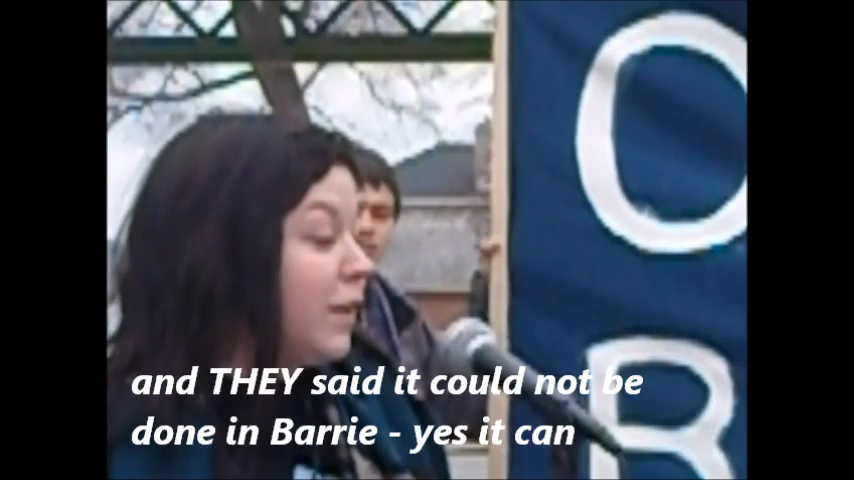 O
B
and THEY said it could not be
done in Barrie - yes it can